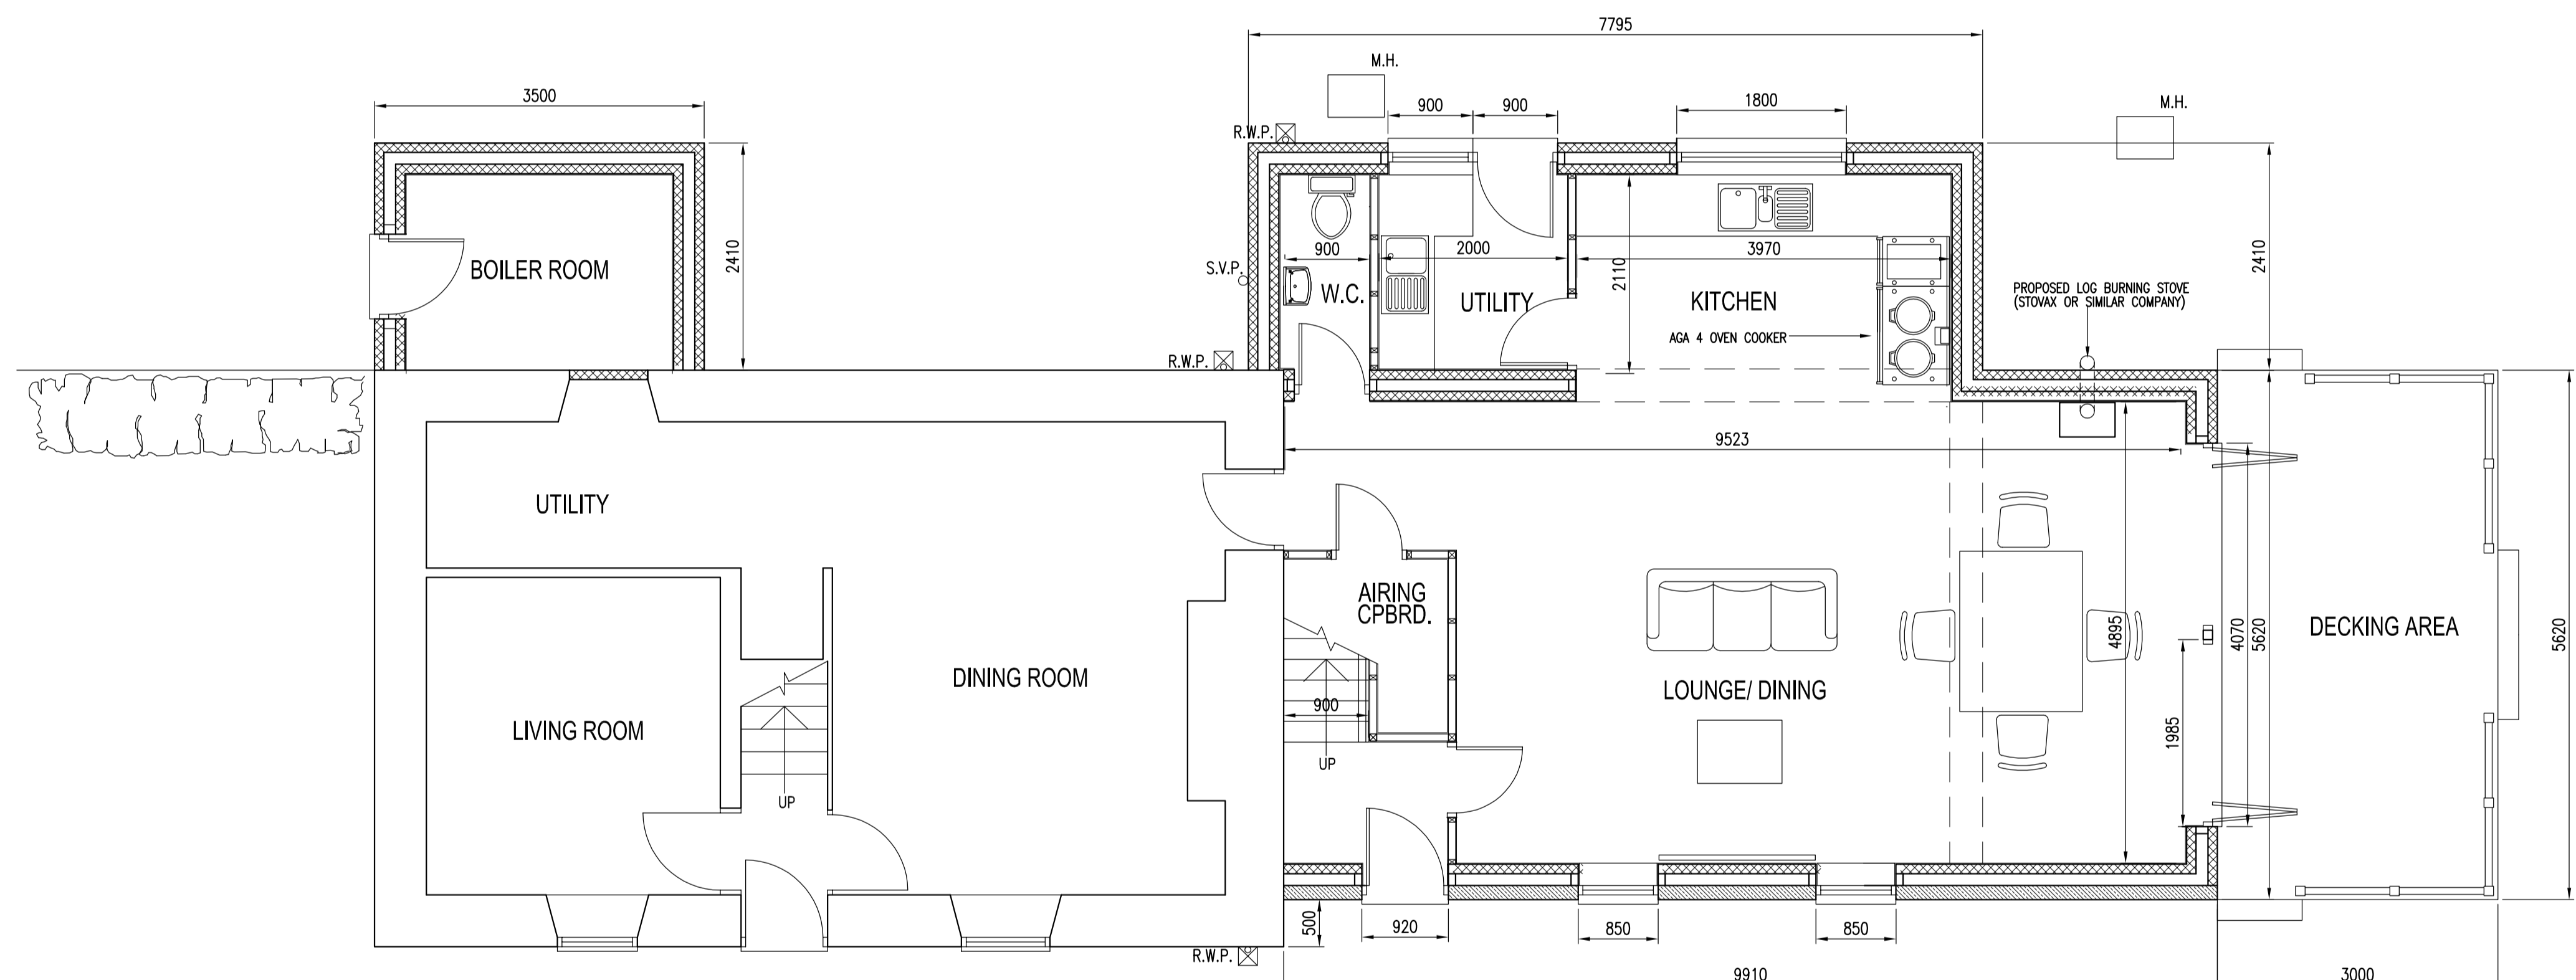 7795
M.H.
3500
900
900
1800
M.H.
R.W.P.
2410
BOILER ROOM
S.V.P.
900
W.C.
2000
UTILITY
2110
3970
KITCHEN
AGA 4 OVEN COOKER
2410
PROPOSED LOG BURNING STOVE
(STOVAX OR SIMILAR COMPANY)
R.W.P.
9523
UTILITY
AIRING
CPBRD.
DINING ROOM
LIVING ROOM
UP
900
UP
LOUNGE/ DINING
4895
1985
4070
5620
DECKING AREA
5620
500
920
850
850
R.W.P.
9910
3000